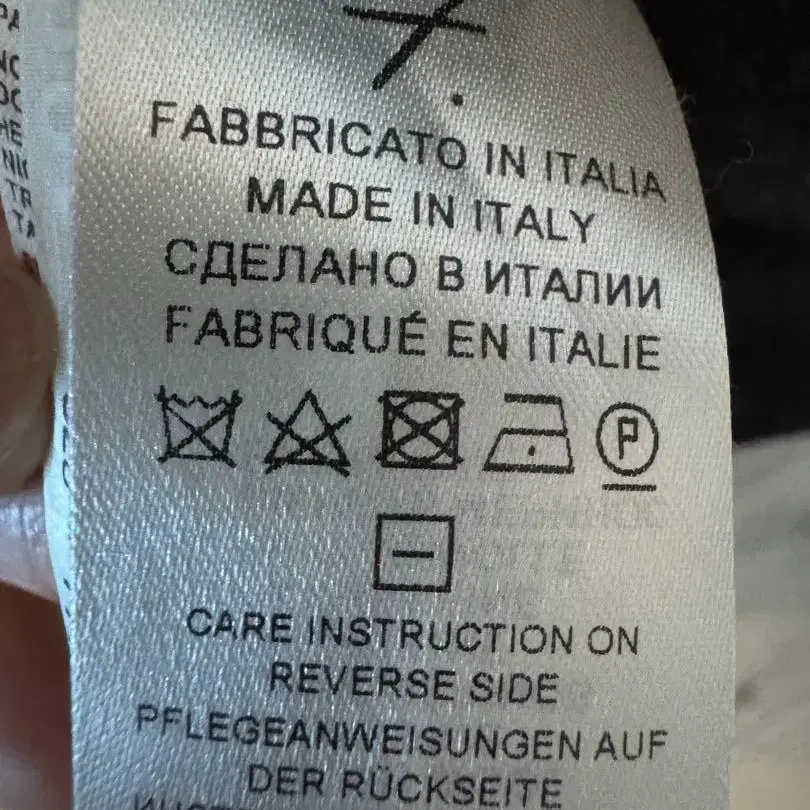 FABBRICATO IN ITALIA
MADE IN ITALY
СДЕЛАНО В ИТАЛИИ
FABRIQUÉ EN ITALIE
P
CARE INSTRUCTION ON
REVERSE SIDE
PFLEGEANWEISUNGEN AUF
DER RÜCKSEITE